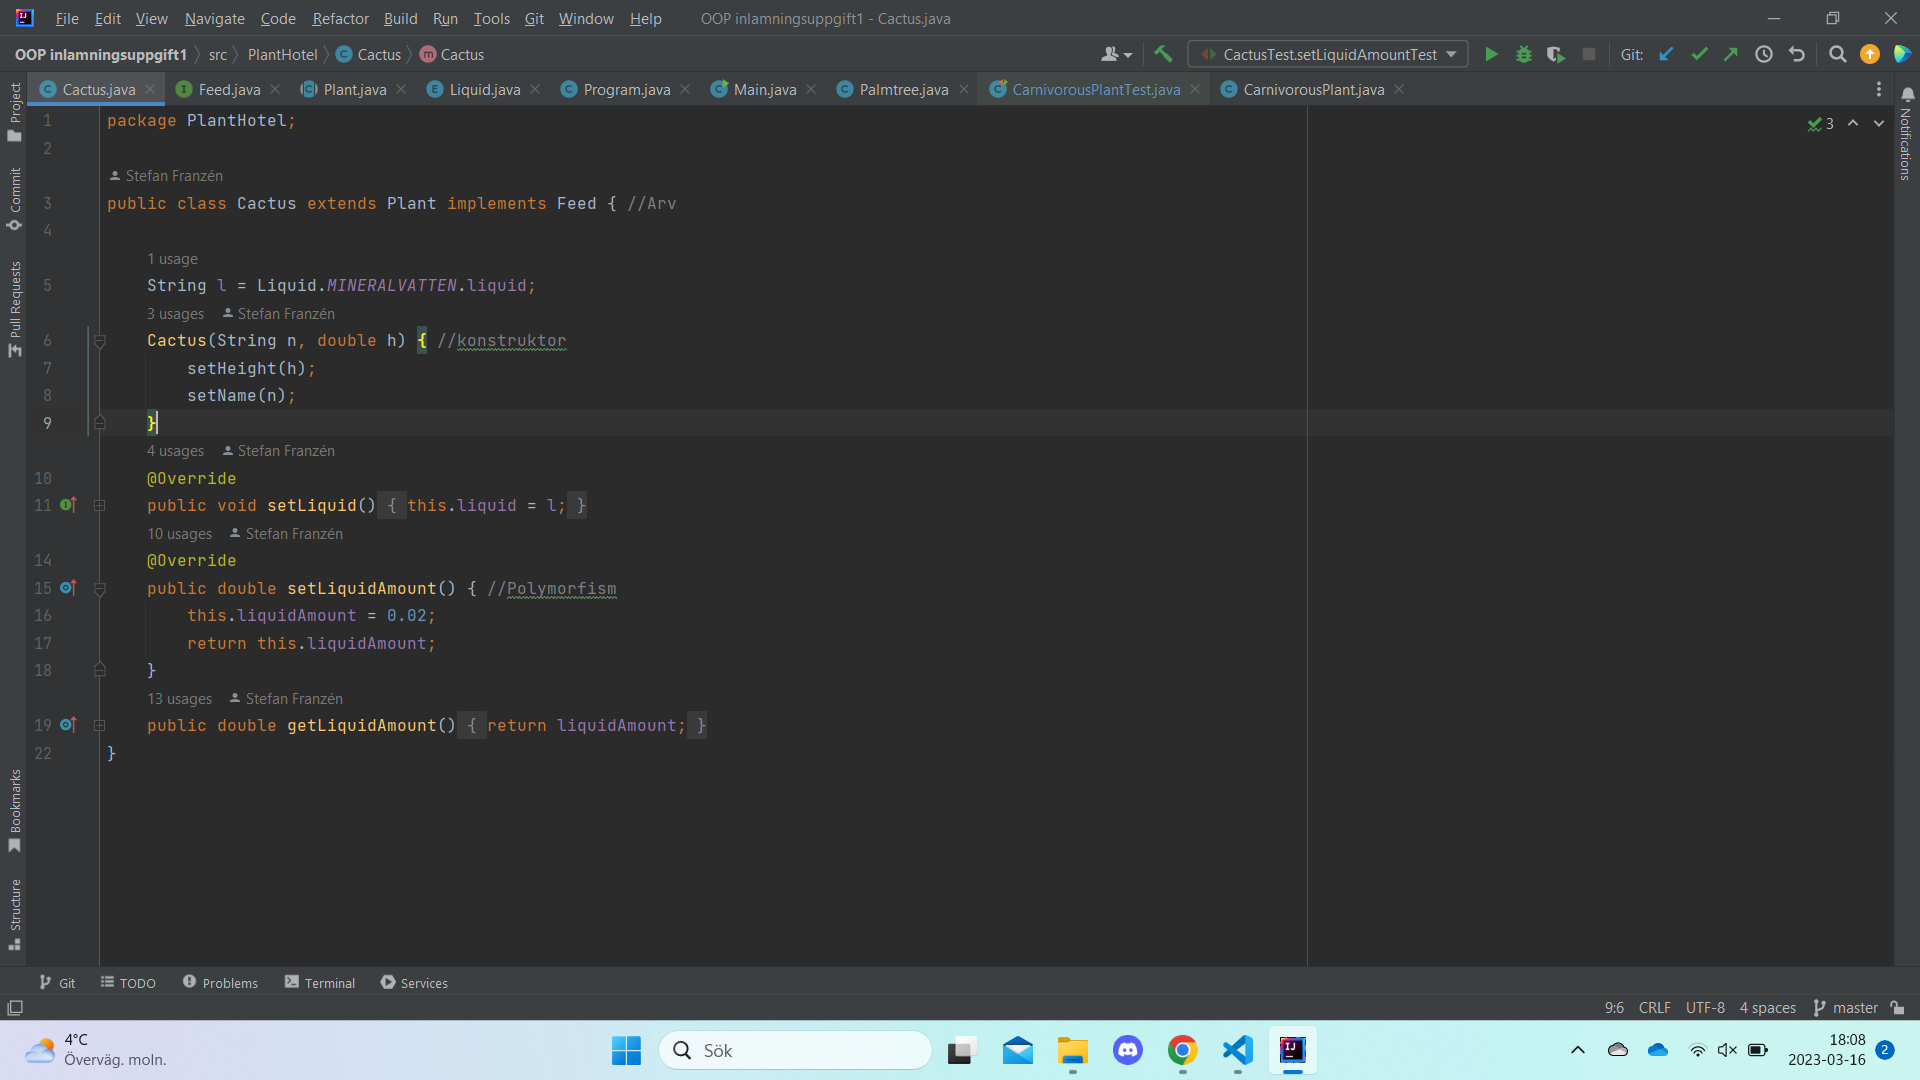 File Edit View Navigate Code Refactor Build Run Tools Git Window Help OOP inlamningsuppgift1 - Cactus.java
OOP inlamningsuppgift1 src PlantHotel Cactus Cactus CactusTest.setLiquidAmountTest Git:
Cactus.java Feed.java Plant.java Liquid.java Program.java Main.java Palmtree.java CarnivorousPlantTest.java CarnivorousPlant.java
Project
Commit
Pull Requests
Bookmarks
Structure
Notifications
3
1 package PlantHotel;
2
Stefan Franzén
3 public class Cactus extends Plant implements Feed { //Arv
4
1 usage
5 String l = Liquid.MINERALVATTEN.liquid;
3 usages Stefan Franzén
6 Cactus(String n, double h) { //konstruktor
7 setHeight(h);
8 setName(n);
9 }
4 usages Stefan Franzén
10 @Override
11 public void setLiquid() { this.liquid = l; }
10 usages Stefan Franzén
14 @Override
15 public double setLiquidAmount() { //Polymorfism
16 this.liquidAmount = 0.02;
17 return this.liquidAmount;
18 }
13 usages Stefan Franzén
19 public double getLiquidAmount() { return liquidAmount; }
22 }
Git TODO Problems Terminal Services
9:6 CRLF UTF-8 4 spaces master
4°C
Överväg. moln.
Sök
18:08
2023-03-16
2